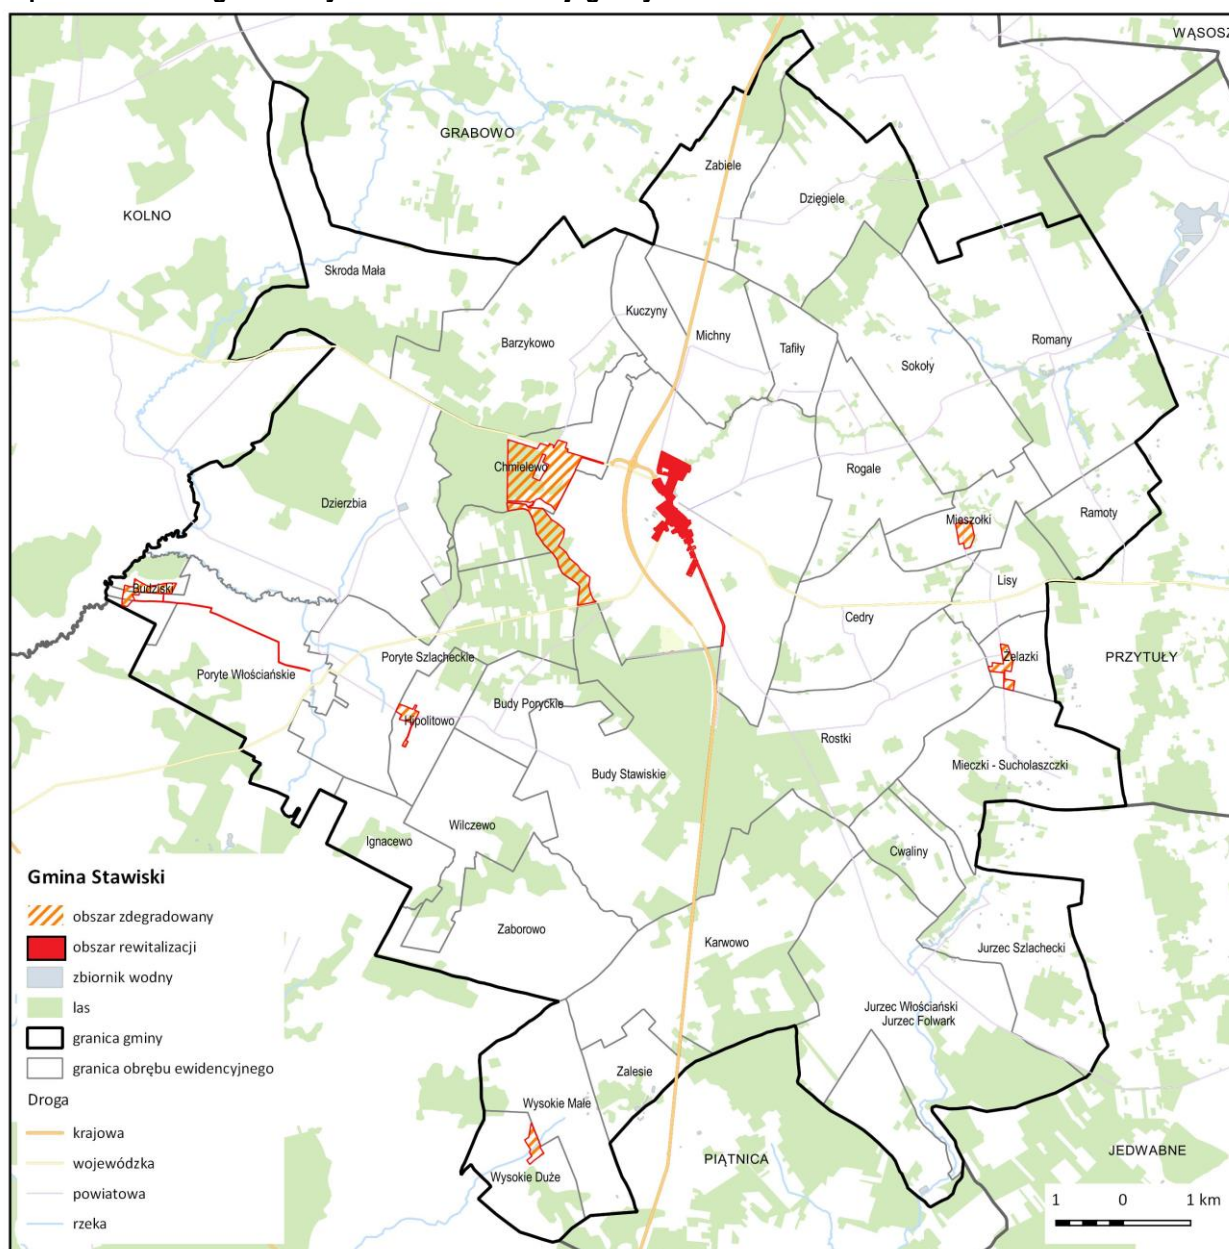 WĄSOSZ
GRABOWO
KOLNO
Zabiele
Dzięgiele
Skroda Mała
Kuczyny
Barzykowo
Michny
Tafiły
Romany
Sokoły
Chmielewo
Rogale
Dzierzbia
Mieszołki
Ramoty
Lisy
Budziski
Cedry
Poryte Szlacheckie
Żelazki
PRZYTUŁY
Poryte Włościańskie
Budy Poryckie
Hipolitowo
Rostki
Mieczki - Sucholaszczki
Budy Stawiskie
Wilczewo
Ignacewo
Cwaliny
Zaborowo
Karwowo
Jurzec Szlachecki
Jurzec Włościański
Jurzec Folwark
Zalesie
Wysokie Małe
Wysokie Duże
PIĄTNICA
JEDWABNE
Gmina Stawiski
obszar zdegradowany
obszar rewitalizacji
zbiornik wodny
las
granica gminy
granica obrębu ewidencyjnego
Droga
krajowa
wojewódzka
powiatowa
rzeka
1 0 1 km